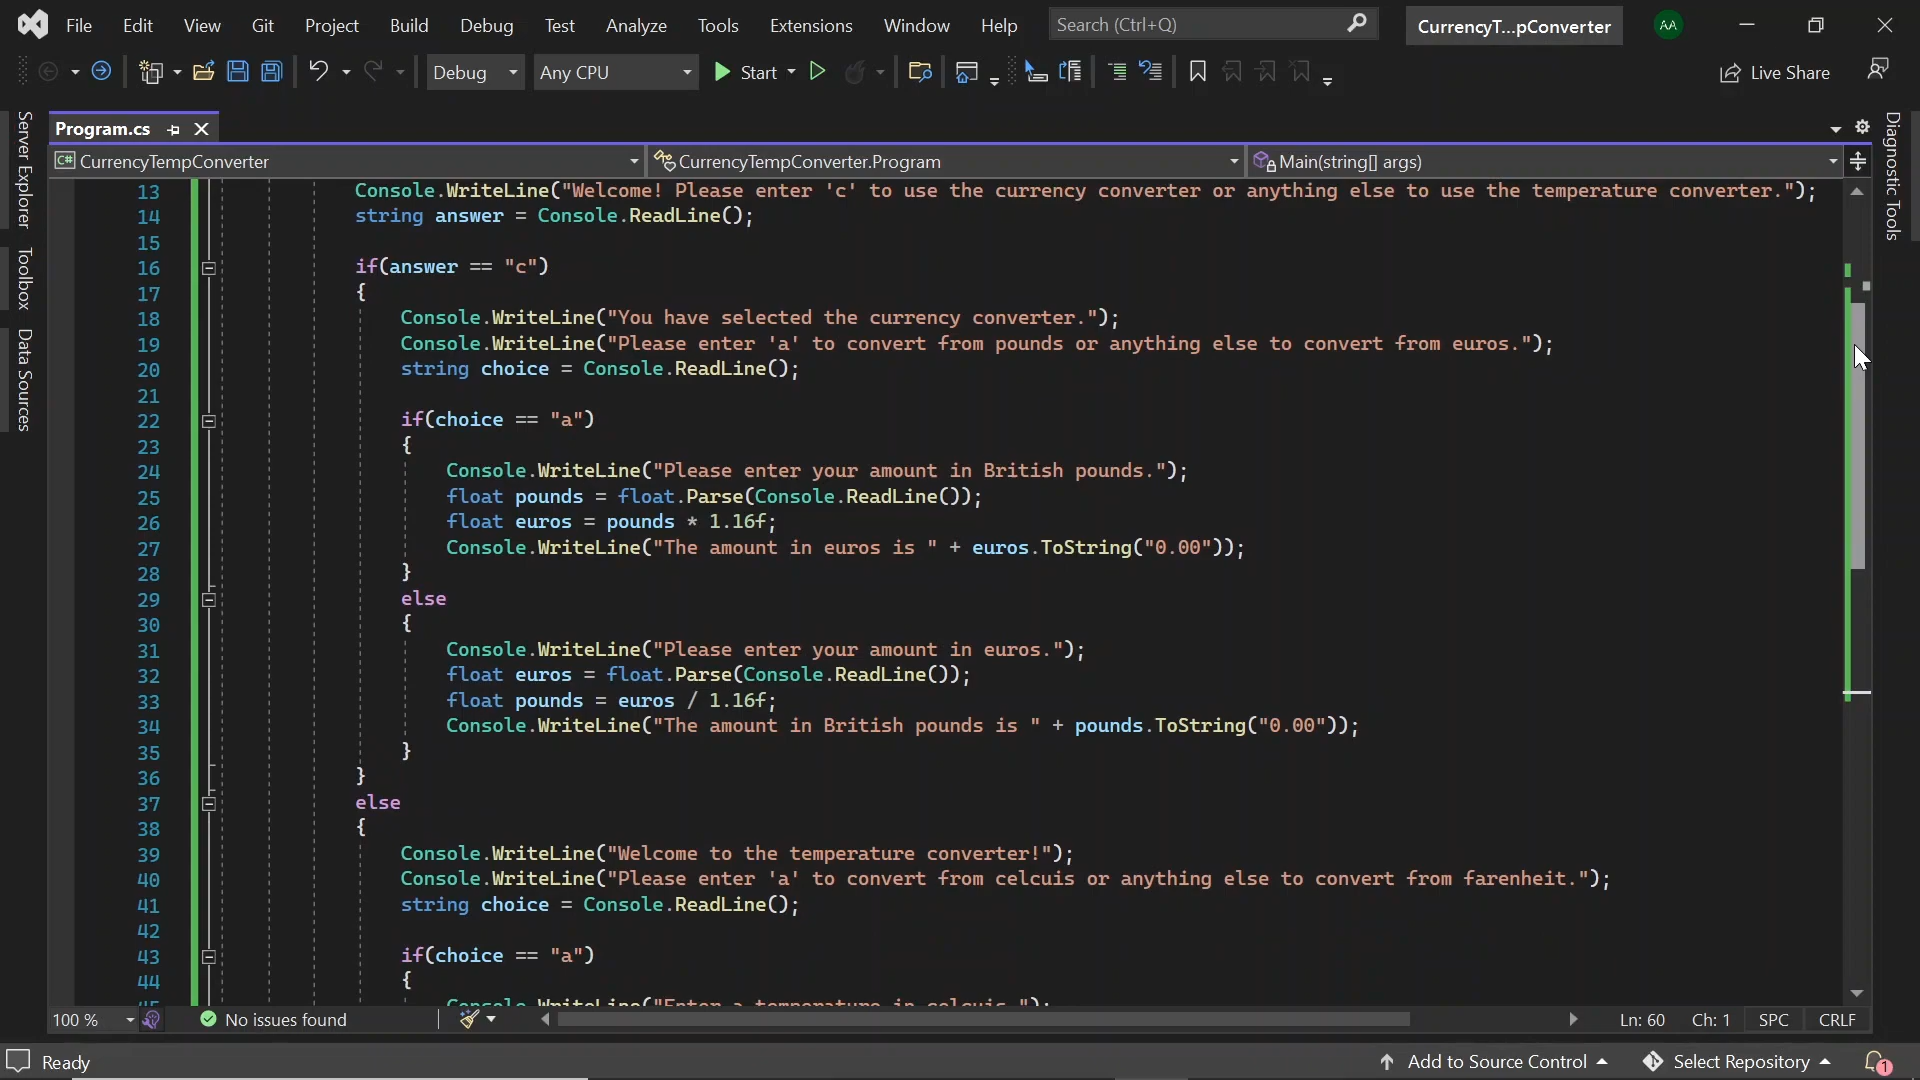 File Edit View Git Project Build Debug Test Analyze Tools Extensions Window Help Search (Ctrl+Q) CurrencyT...pConverter AA
Debug Any CPU Start Live Share
Server Explorer
Toolbox
Data Sources
Program.cs
Diagnostic Tools
CurrencyTempConverter CurrencyTempConverter.Program Main(string[] args)
13 Console.WriteLine("Welcome! Please enter 'c' to use the currency converter or anything else to use the temperature converter.");
14 string answer = Console.ReadLine();
15
16 if(answer == "c")
17 {
18 Console.WriteLine("You have selected the currency converter.");
19 Console.WriteLine("Please enter 'a' to convert from pounds or anything else to convert from euros.");
20 string choice = Console.ReadLine();
21
22 if(choice == "a")
23 {
24 Console.WriteLine("Please enter your amount in British pounds.");
25 float pounds = float.Parse(Console.ReadLine());
26 float euros = pounds * 1.16f;
27 Console.WriteLine("The amount in euros is " + euros.ToString("0.00"));
28 }
29 else
30 {
31 Console.WriteLine("Please enter your amount in euros.");
32 float euros = float.Parse(Console.ReadLine());
33 float pounds = euros / 1.16f;
34 Console.WriteLine("The amount in British pounds is " + pounds.ToString("0.00"));
35 }
36 }
37 else
38 {
39 Console.WriteLine("Welcome to the temperature converter!");
40 Console.WriteLine("Please enter 'a' to convert from celcuis or anything else to convert from farenheit.");
41 string choice = Console.ReadLine();
42
43 if(choice == "a")
44 {
45 Console.WriteLine("Enter a temperature in celcuis.");
100 % No issues found Ln: 60 Ch: 1 SPC CRLF
Ready Add to Source Control Select Repository 1